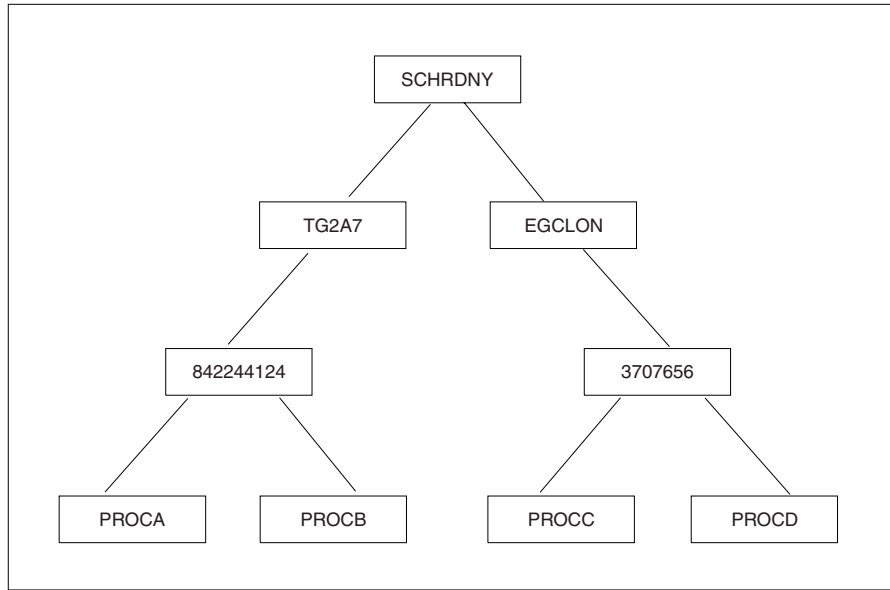 SCHRDNY
TG2A7
EGCLON
842244124
3707656
PROCA
PROCB
PROCC
PROCD